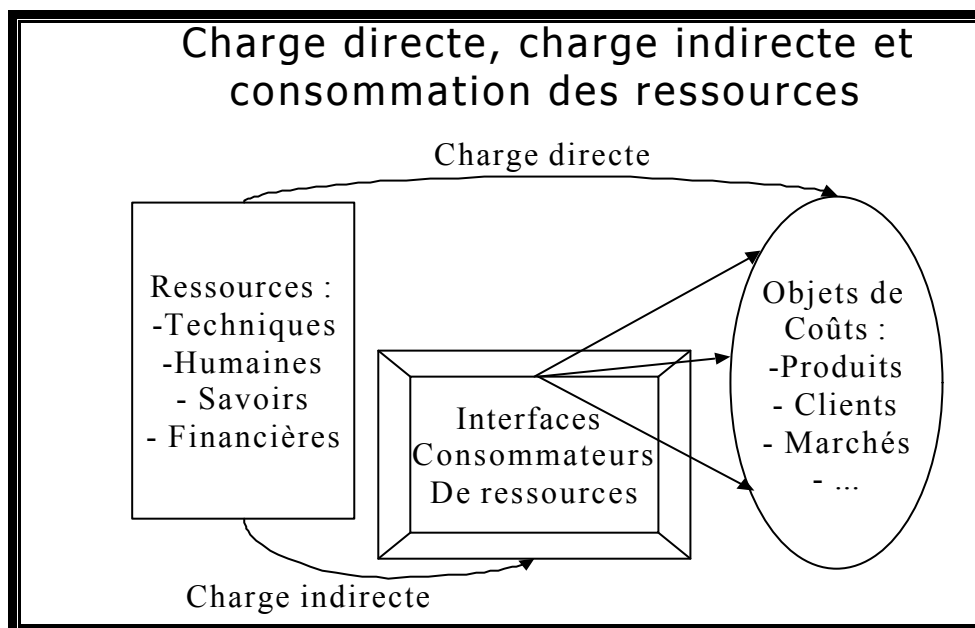 Charge directe, charge indirecte et
consommation des ressources
Charge directe
Ressources :
-Techniques
-Humaines
- Savoirs
- Financières
Interfaces
Consommateurs
De ressources
Objets de
Coûts :
-Produits
- Clients
- Marchés
- ...
Charge indirecte